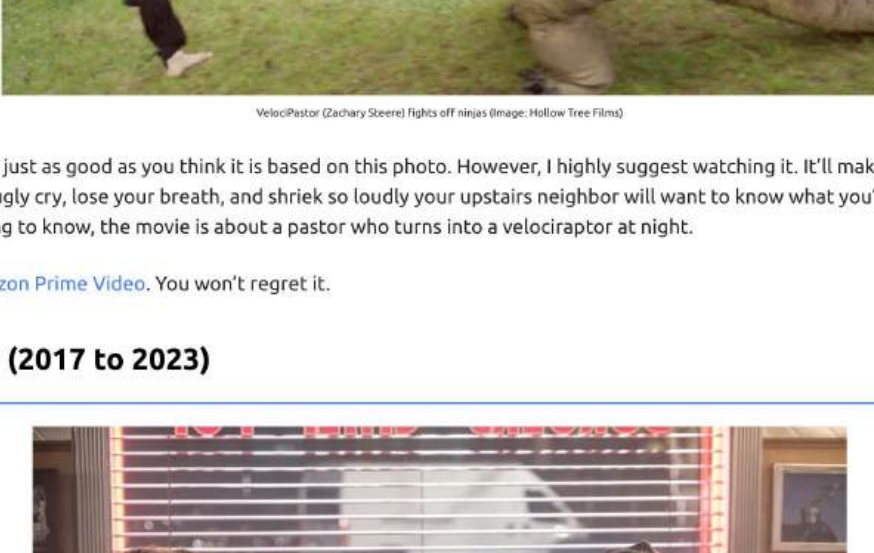 VelociPastor (Zachary Steere) fights off ninjas (Image: Hollow Tree Films)
just as good as you think it is based on this photo. However, I highly suggest watching it. It'll mak
ugly cry, lose your breath, and shriek so loudly your upstairs neighbor will want to know what you'
g to know, the movie is about a pastor who turns into a velociraptor at night.
zon Prime Video. You won't regret it.
(2017 to 2023)